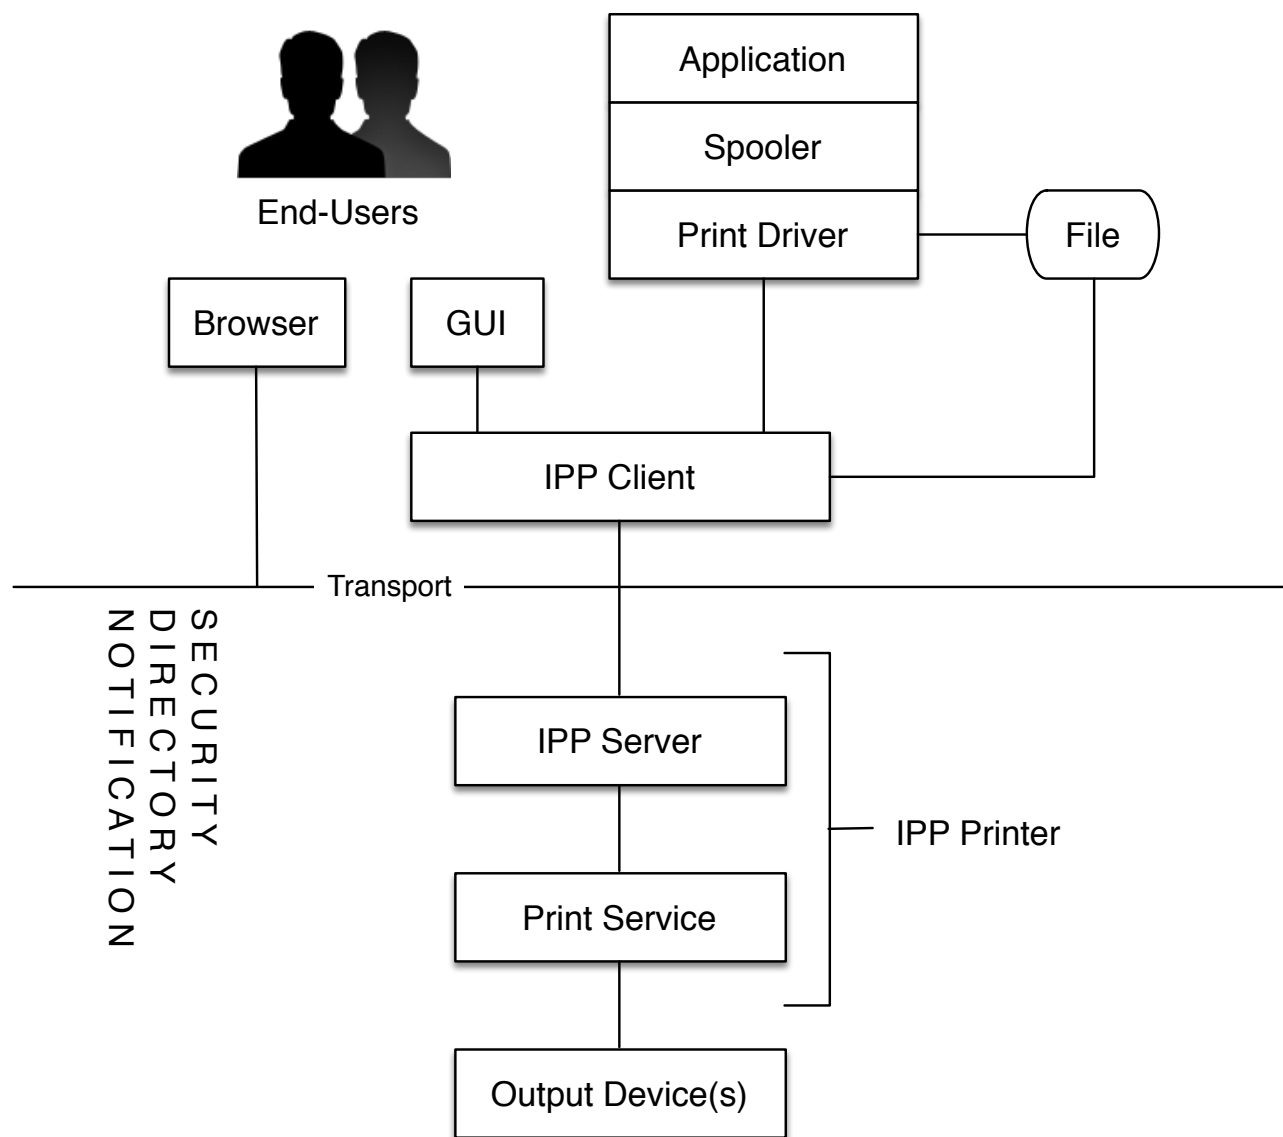 Application
Spooler
End-Users
Print Driver
File
Browser
GUI
IPP Client
Transport
SECURITY
DIRECTORY
NOTIFICATION
IPP Server
IPP Printer
Print Service
Output Device(s)